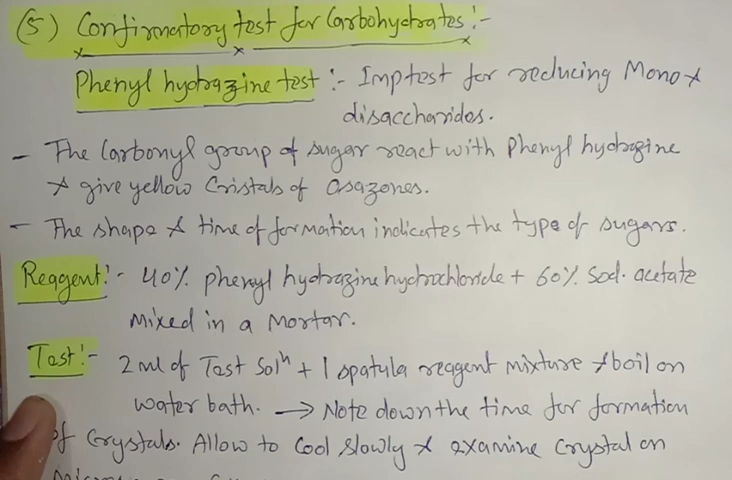 (5) Confirmatory test for Carbohydrates:-
Phenyl hydrazine test :- Imp test for reducing Mono &
disaccharides.
- The Carbonyl group of sugar react with Phenyl hydrazine
& give yellow Cristals of Osazones.
- The shape & time of formation indicates the type of sugars.
Reagent:- 40% phenyl hydrazine hydrochloride + 60% Sod. acetate
Mixed in a Mortar.
Test:- 2 ml of Test Solⁿ + 1 spatula reagent mixture & boil on
water bath. → Note down the time for formation
of Crystals. Allow to Cool Slowly & examine Crystal on